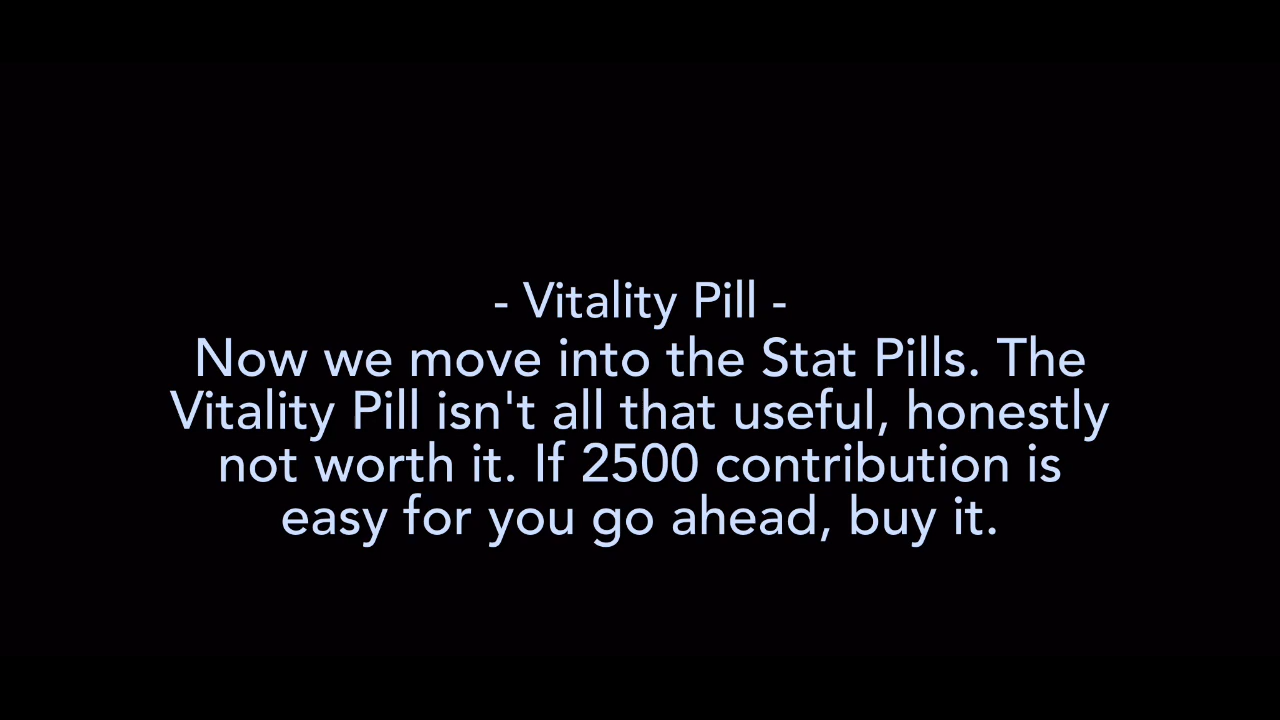 - Vitality Pill -
Now we move into the Stat Pills. The
Vitality Pill isn't all that useful, honestly
not worth it. If 2500 contribution is
easy for you go ahead, buy it.